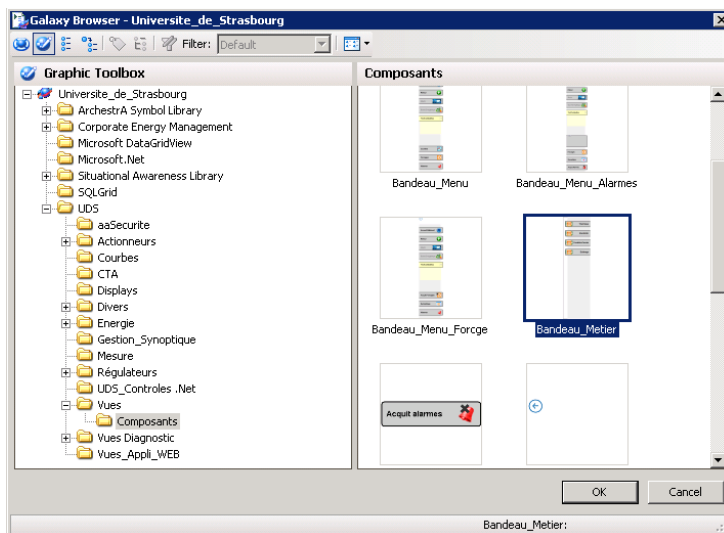 Galaxy Browser - Universite_de_Strasbourg
Filter: Default
Graphic Toolbox
Composants
Universite_de_Strasbourg
ArchestrA Symbol Library
Corporate Energy Management
Microsoft DataGridView
Microsoft.Net
Situational Awareness Library
SQLGrid
UDS
aaSecurite
Actionneurs
Courbes
CTA
Displays
Divers
Energie
Gestion_Synoptique
Mesure
Régulateurs
UDS_Controles .Net
Vues
Composants
Vues Diagnostic
Vues_Appli_WEB
Bandeau_Menu
Bandeau_Menu_Alarmes
Bandeau_Menu_Forcge
Bandeau_Metier
Acquit alarmes
OK
Cancel
Bandeau_Metier: